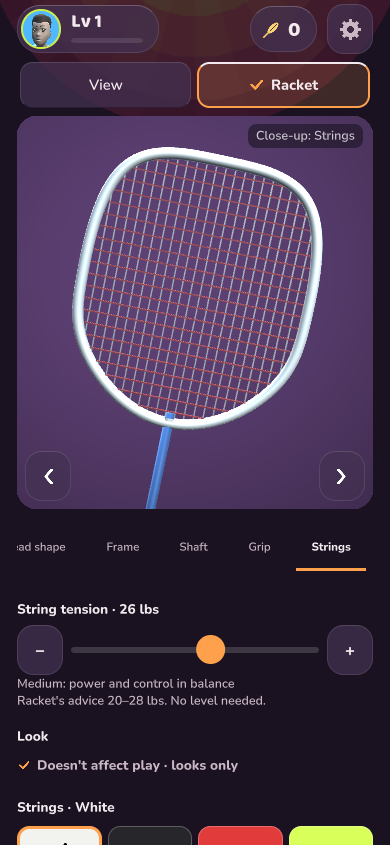 Lv 1
0
View
Racket
Close-up: Strings
ead shape
Frame
Shaft
Grip
Strings
String tension · 26 lbs
Medium: power and control in balance
Racket's advice 20–28 lbs. No level needed.
Look
Doesn't affect play · looks only
Strings · White